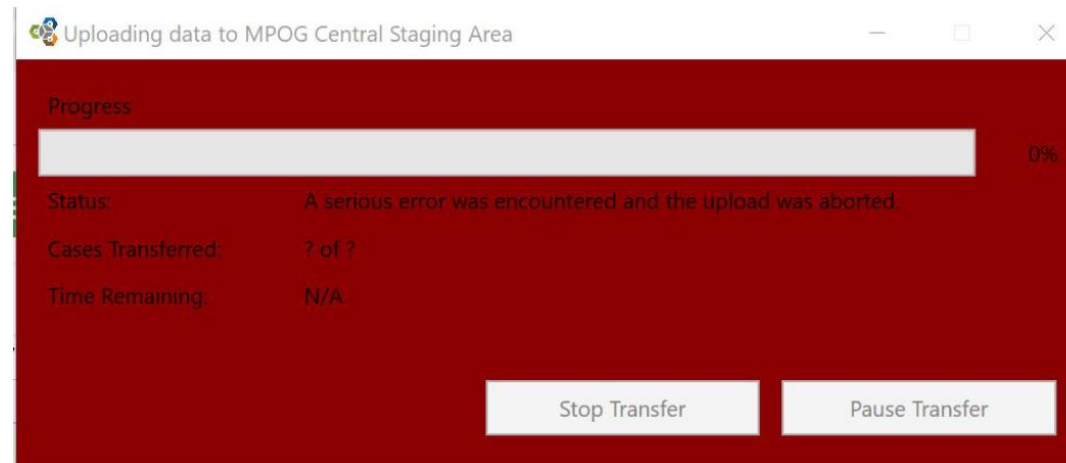 Uploading data to MPOG Central Staging Area
Progress
0%
Status: A serious error was encountered and the upload was aborted.
Cases Transferred: ? of ?
Time Remaining: N/A
Stop Transfer Pause Transfer